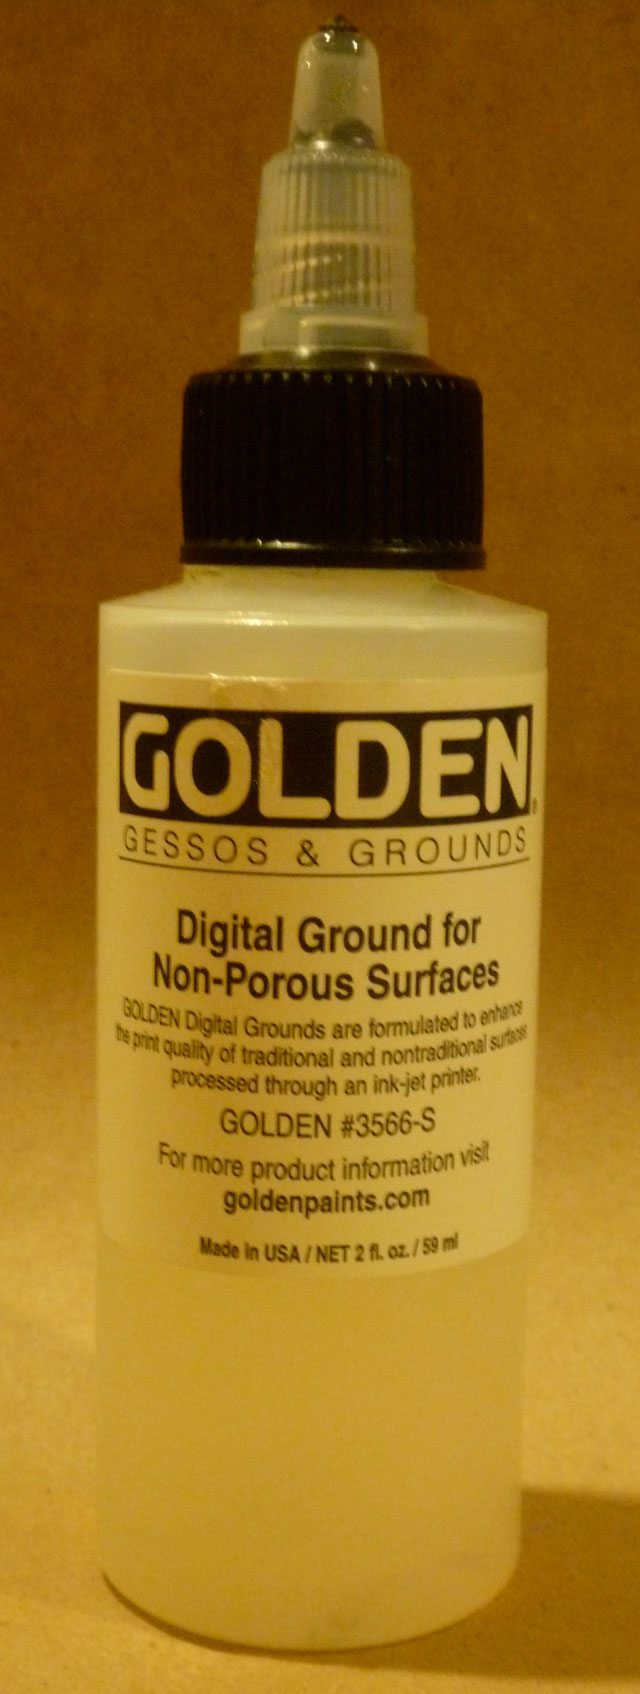 GOLDEN®
GESSOS & GROUNDS
Digital Ground for
Non-Porous Surfaces
GOLDEN Digital Grounds are formulated to enhance
the print quality of traditional and nontraditional surfaces
processed through an ink-jet printer.
GOLDEN #3566-S
For more product information visit
goldenpaints.com
Made in USA / NET 2 fl. oz. / 59 ml